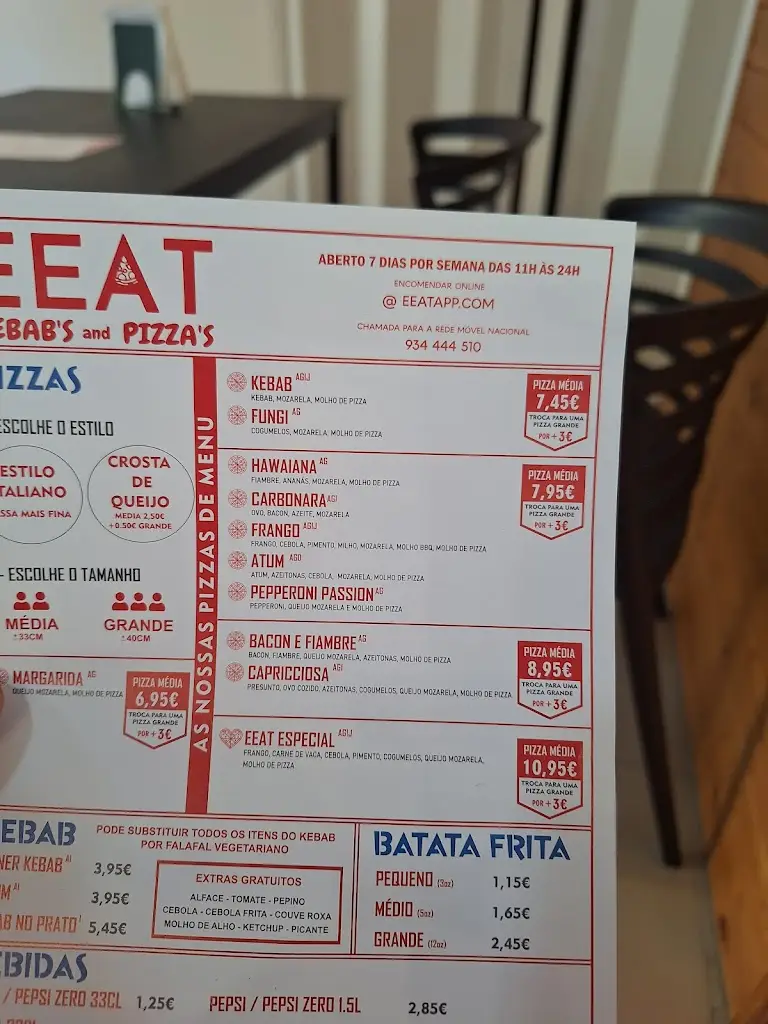 EEAT
EBAB'S and PIZZA'S
ABERTO 7 DIAS POR SEMANA DAS 11H ÀS 24H
ENCOMENDAR ONLINE
@ EEATAPP.COM
CHAMADA PARA A REDE MÓVEL NACIONAL
934 444 510
IZZAS
ESCOLHE O ESTILO
ESTILO
TALIANO
SSA MAIS FINA
CROSTA
DE
QUEIJO
MEDIA 2,50€
+0.50€ GRANDE
- ESCOLHE O TAMANHO
MÉDIA
±33CM
GRANDE
±40CM
MARGARIDA AG
QUEIJO MOZARELA, MOLHO DE PIZZA
PIZZA MÉDIA
6,95€
TROCA PARA UMA
PIZZA GRANDE
POR +3€
AS NOSSAS PIZZAS DE MENU
KEBAB AGIJ
KEBAB, MOZARELA, MOLHO DE PIZZA
FUNGI AG
COGUMELOS, MOZARELA, MOLHO DE PIZZA
PIZZA MÉDIA
7,45€
TROCA PARA UMA
PIZZA GRANDE
POR +3€
HAWAIANA AG
FIAMBRE, ANANÁS, MOZARELA, MOLHO DE PIZZA
CARBONARA AGI
OVO, BACON, AZEITE, MOZARELA
FRANGO AGIJ
FRANGO, CEBOLA, PIMENTO, MILHO, MOZARELA, MOLHO BBQ, MOLHO DE PIZZA
ATUM AGD
ATUM, AZEITONAS, CEBOLA, MOZARELA, MOLHO DE PIZZA
PEPPERONI PASSION AG
PEPPERONI, QUEIJO MOZARELA E MOLHO DE PIZZA
PIZZA MÉDIA
7,95€
TROCA PARA UMA
PIZZA GRANDE
POR +3€
BACON E FIAMBRE AG
BACON, FIAMBRE, QUEIJO MOZARELA, AZEITONAS, MOLHO DE PIZZA
CAPRICCIOSA AGI
PRESUNTO, OVO COZIDO, AZEITONAS, COGUMELOS, QUEIJO MOZARELA, MOLHO DE PIZZA
PIZZA MÉDIA
8,95€
TROCA PARA UMA
PIZZA GRANDE
POR +3€
EEAT ESPECIAL AGIJ
FRANGO, CARNE DE VACA, CEBOLA, PIMENTO, COGUMELOS, QUEIJO MOZARELA,
MOLHO DE PIZZA
PIZZA MÉDIA
10,95€
TROCA PARA UMA
PIZZA GRANDE
POR +3€
EBAB
PODE SUBSTITUIR TODOS OS ITENS DO KEBAB
POR FALAFAL VEGETARIANO
NER KEBAB AI 3,95€
M AI 3,95€
AB NO PRATO I 5,45€
EXTRAS GRATUITOS
ALFACE - TOMATE - PEPINO
CEBOLA - CEBOLA FRITA - COUVE ROXA
MOLHO DE ALHO - KETCHUP - PICANTE
BATATA FRITA
PEQUENO (3oz) 1,15€
MÉDIO (5oz) 1,65€
GRANDE (12oz) 2,45€
EBIDAS
/ PEPSI ZERO 33CL 1,25€
PEPSI / PEPSI ZERO 1.5L 2,85€